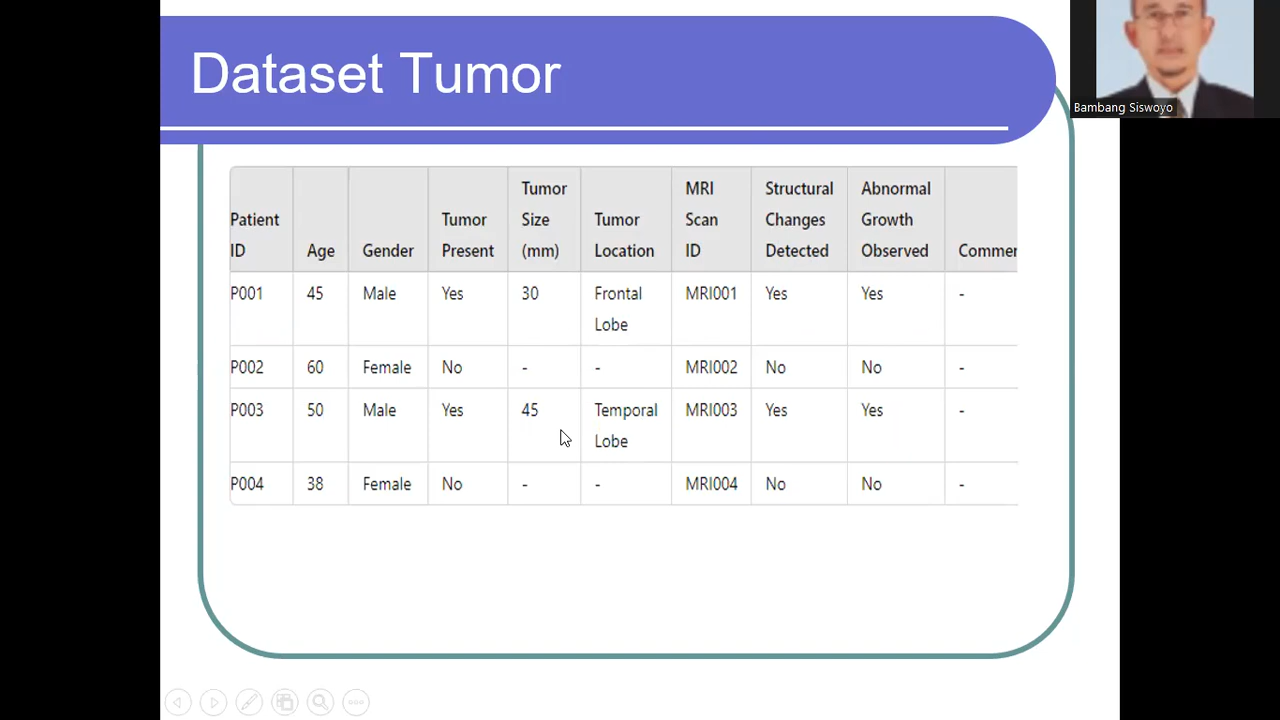 Dataset Tumor
Bambang Siswoyo
Patient ID Age Gender Tumor Present Tumor Size (mm) Tumor Location MRI Scan ID Structural Changes Detected Abnormal Growth Observed Commen
P001 45 Male Yes 30 Frontal Lobe MRI001 Yes Yes -
P002 60 Female No - - MRI002 No No -
P003 50 Male Yes 45 Temporal Lobe MRI003 Yes Yes -
P004 38 Female No - - MRI004 No No -